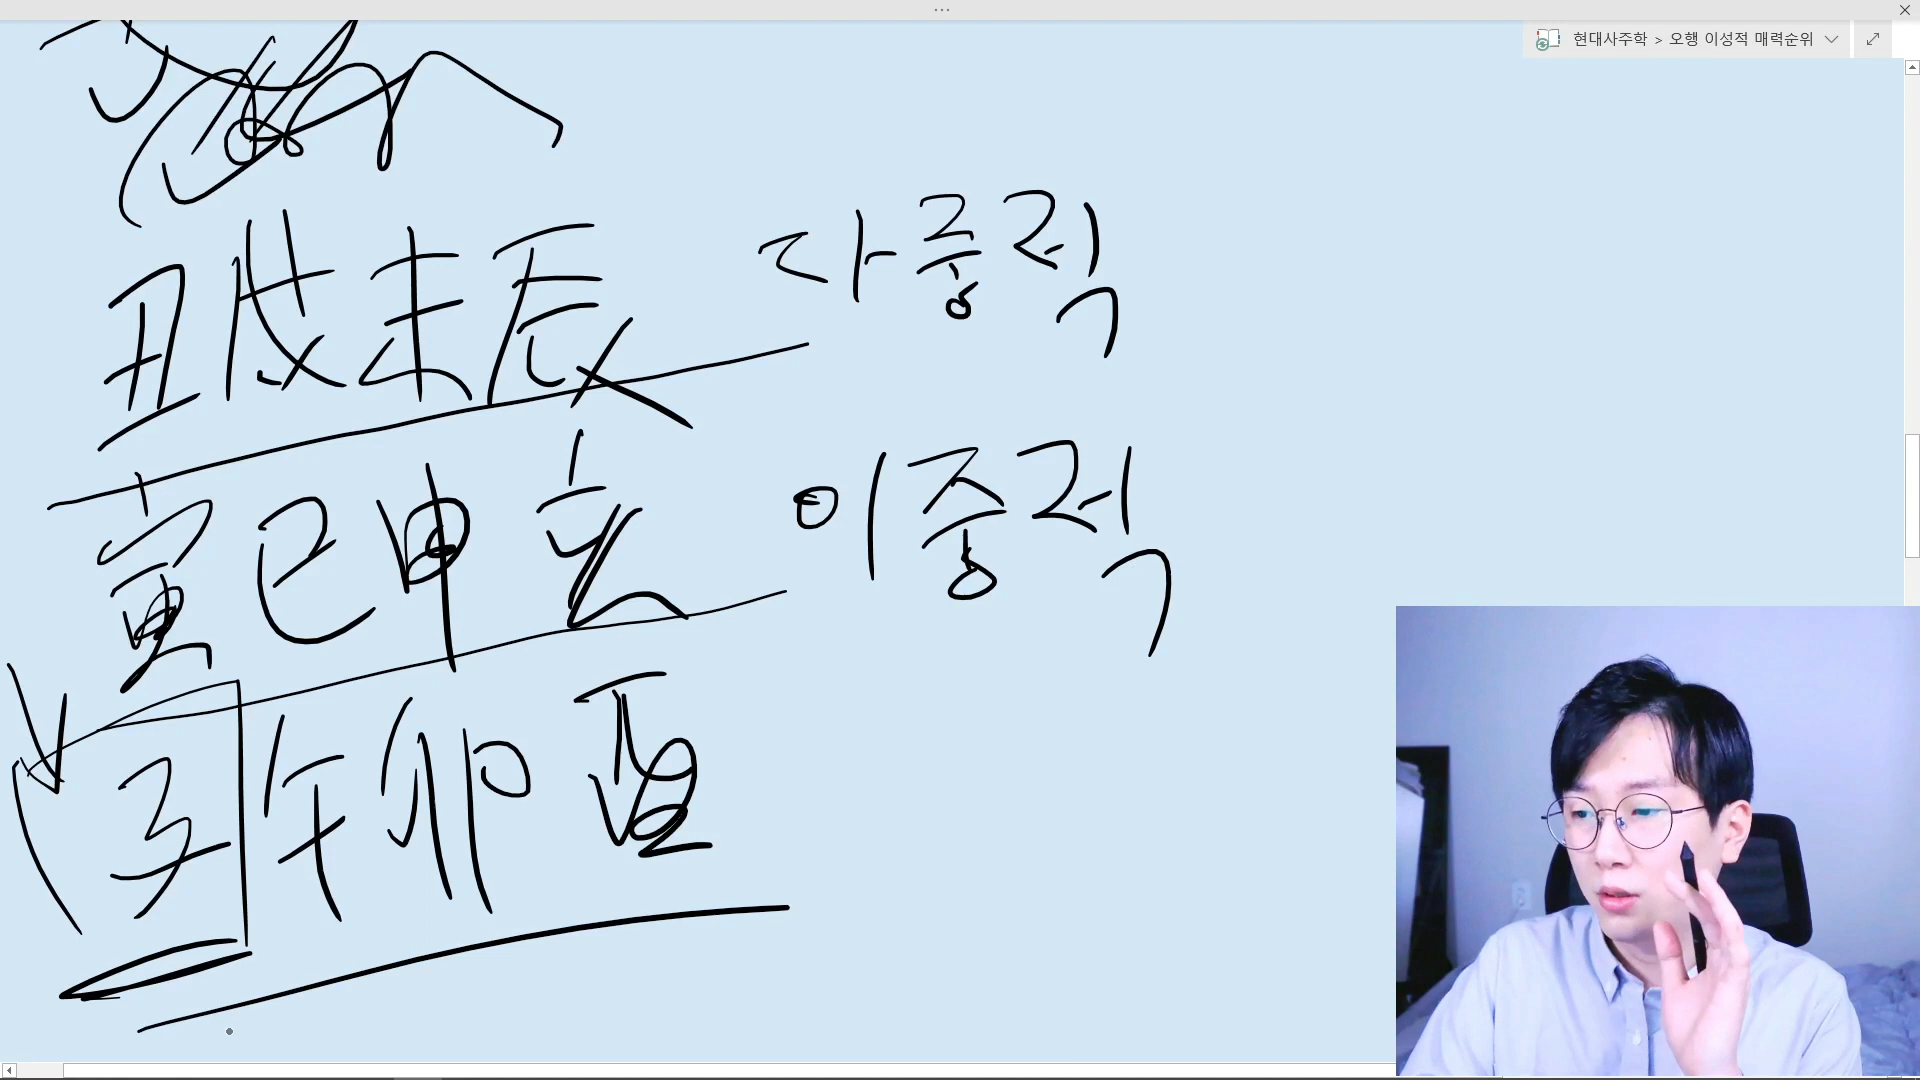 현대사주학 > 오행 이성적 매력순위
丑戌未辰 다중적
寅巳申亥 이중적
子午卯酉